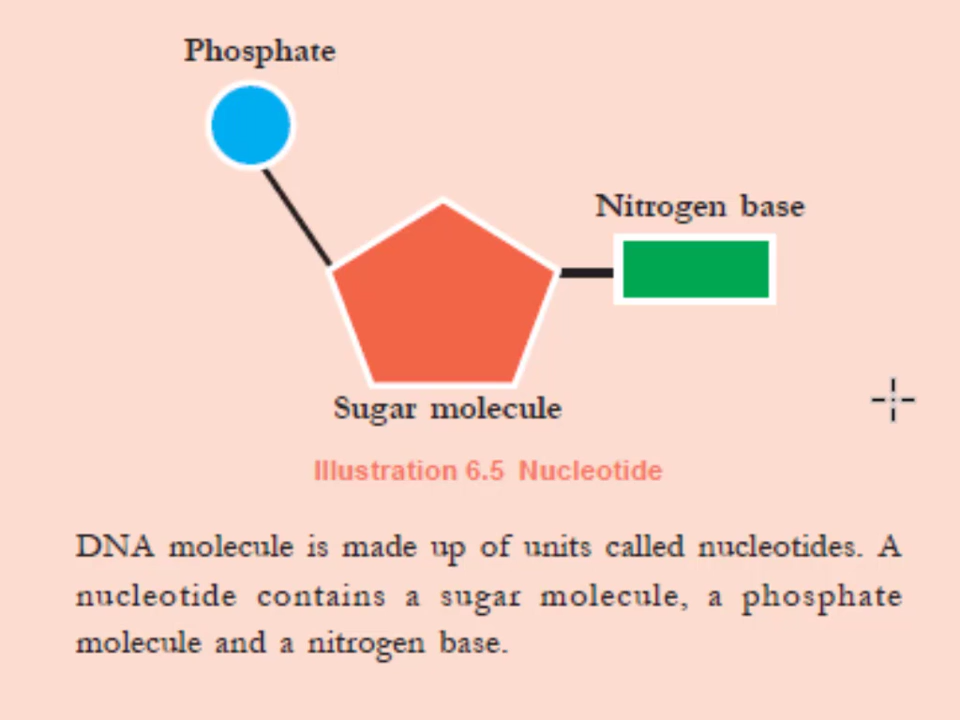 Phosphate
Nitrogen base
Sugar molecule
Illustration 6.5 Nucleotide
DNA molecule is made up of units called nucleotides. A
nucleotide contains a sugar molecule, a phosphate
molecule and a nitrogen base.